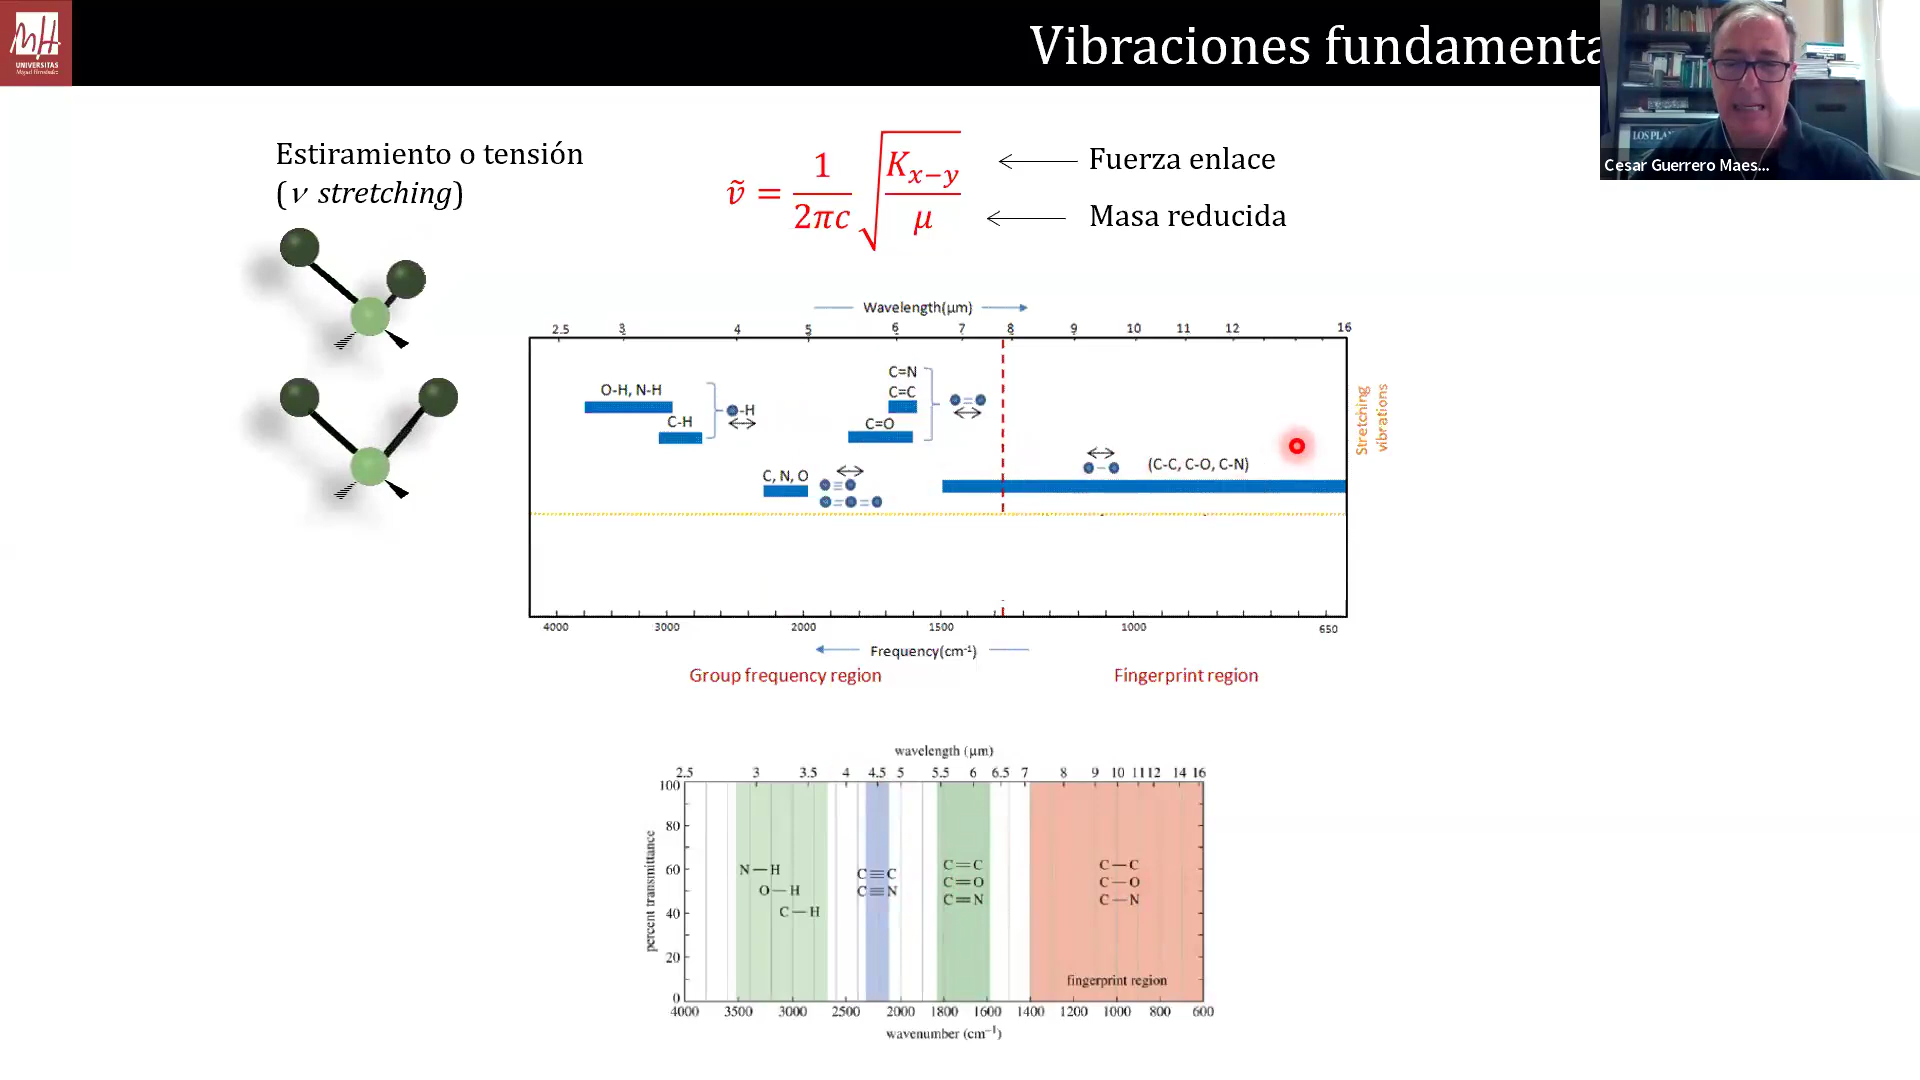 UNIVERSITAS
Miguel Hernández
Vibraciones fundamenta
LOS PLAN
Cesar Guerrero Maes...
Estiramiento o tensión
(ν stretching)
ṽ = 1 / 2πc √ K x−y / μ
Fuerza enlace
Masa reducida
Wavelength(μm)
2.5 3 4 5 6 7 8 9 10 11 12 16
C=N
O-H, N-H
C=C
-H
C-H
C=O
(C-C, C-O, C-N)
C, N, O
Stretching
vibrations
4000 3000 2000 1500 1000 650
Frequency(cm-1)
Group frequency region
Fingerprint region
wavelength (μm)
2.5 3 3.5 4 4.5 5 5.5 6 6.5 7 8 9 10 11 12 14 16
percent transmittance
100
80
60
40
20
0
N—H
O—H
C—H
C≡C
C≡N
C=C
C=O
C=N
C—C
C—O
C—N
fingerprint region
4000 3500 3000 2500 2000 1800 1600 1400 1200 1000 800 600
wavenumber (cm−1)